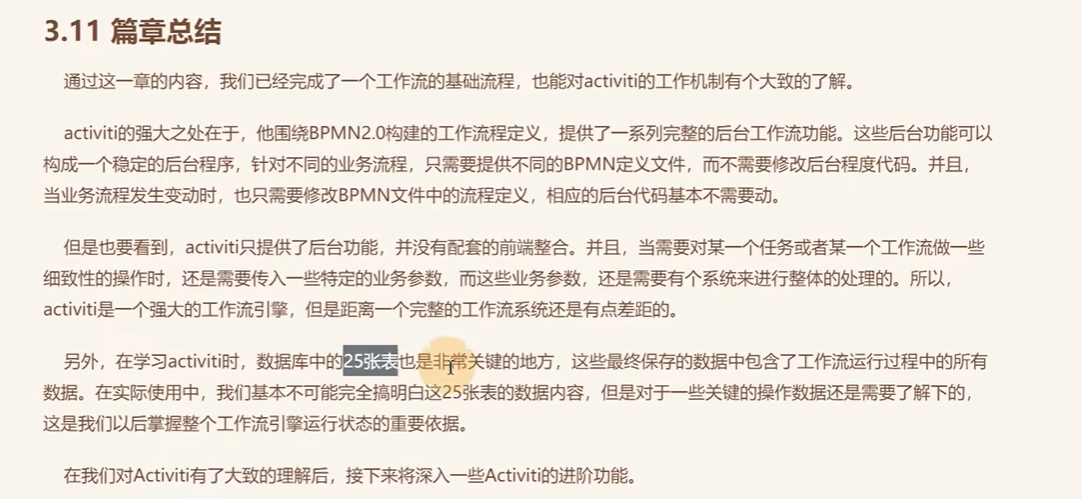 3.11 篇章总结
通过这一章的内容，我们已经完成了一个工作流的基础流程，也能对activiti的工作机制有个大致的了解。
activiti的强大之处在于，他围绕BPMN2.0构建的工作流程定义，提供了一系列完整的后台工作流功能。这些后台功能可以
构成一个稳定的后台程序，针对不同的业务流程，只需要提供不同的BPMN定义文件，而不需要修改后台程度代码。并且，
当业务流程发生变动时，也只需要修改BPMN文件中的流程定义，相应的后台代码基本不需要动。
但是也要看到，activiti只提供了后台功能，并没有配套的前端整合。并且，当需要对某一个任务或者某一个工作流做一些
细致性的操作时，还是需要传入一些特定的业务参数，而这些业务参数，还是需要有个系统来进行整体的处理的。所以，
activiti是一个强大的工作流引擎，但是距离一个完整的工作流系统还是有点差距的。
另外，在学习activiti时，数据库中的25张表也是非常关键的地方，这些最终保存的数据中包含了工作流运行过程中的所有
数据。在实际使用中，我们基本不可能完全搞明白这25张表的数据内容，但是对于一些关键的操作数据还是需要了解下的，
这是我们以后掌握整个工作流引擎运行状态的重要依据。
在我们对Activiti有了大致的理解后，接下来将深入一些Activiti的进阶功能。